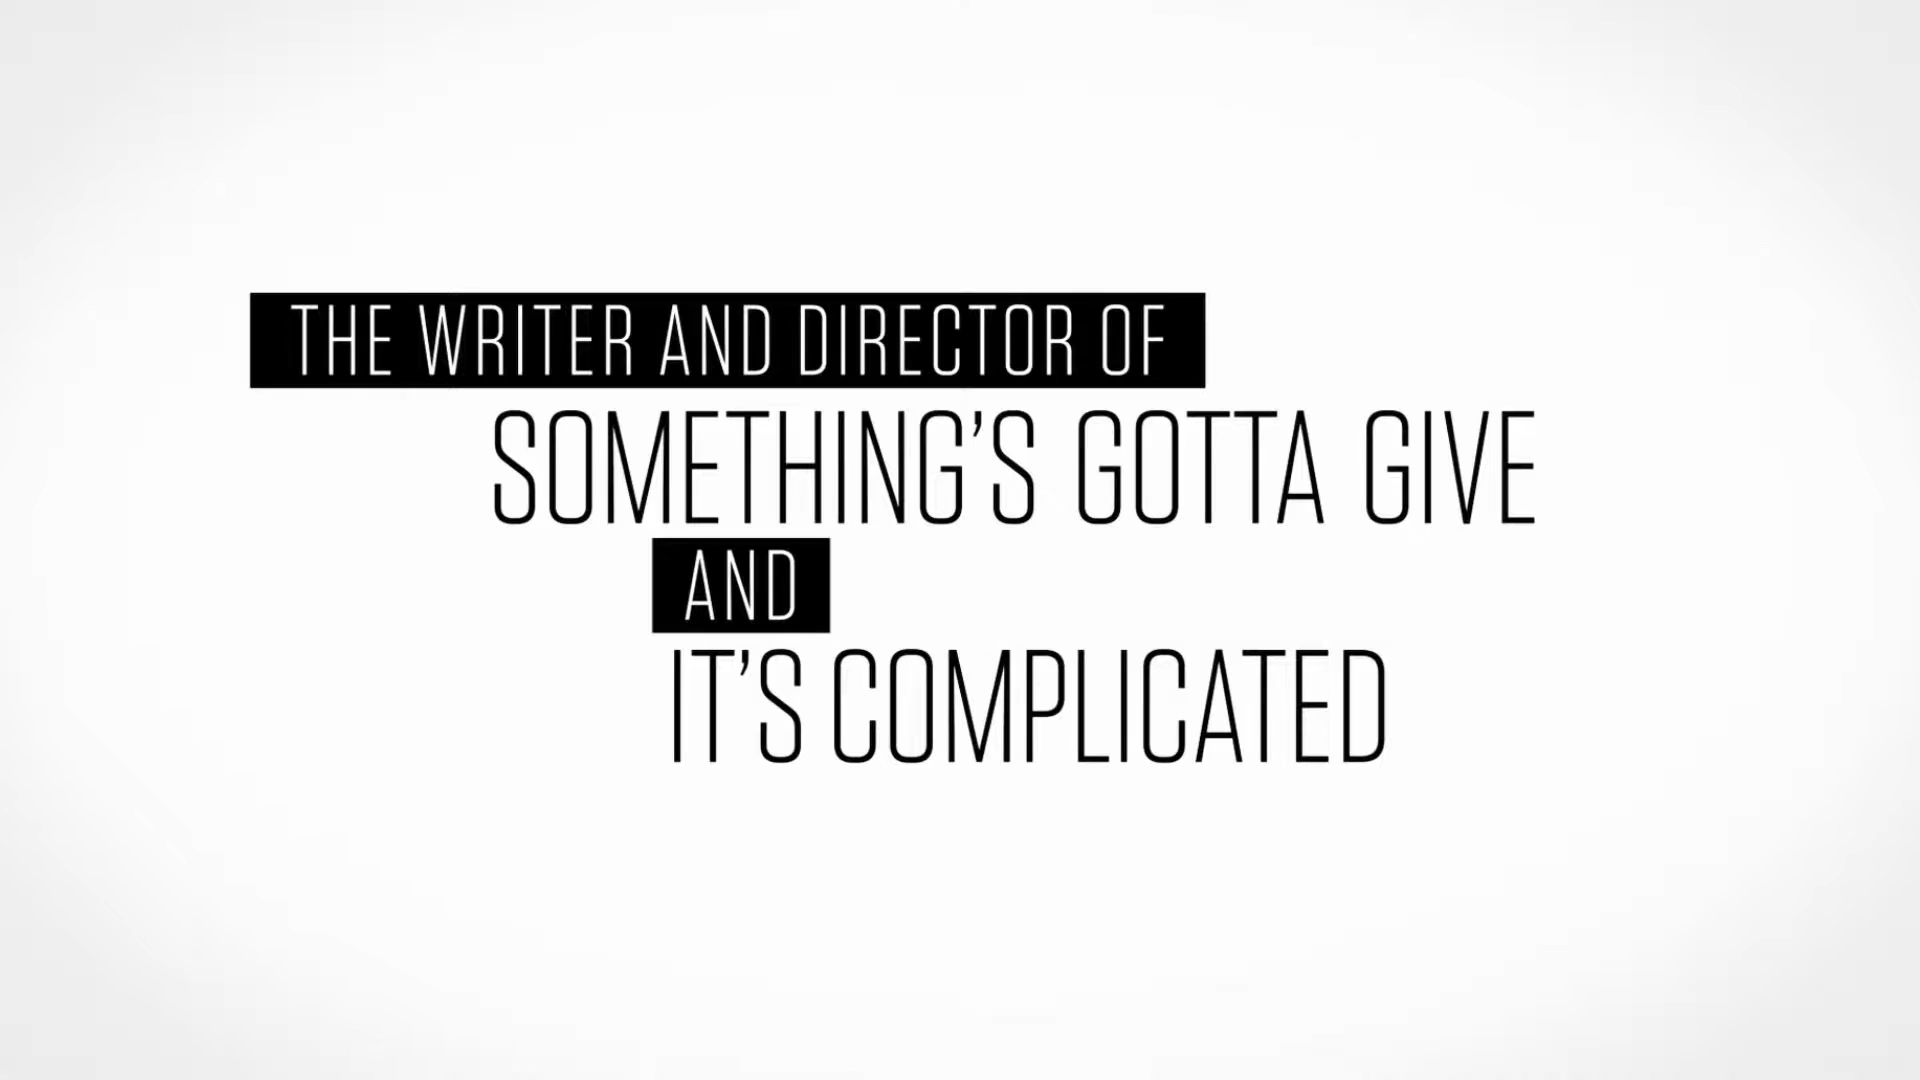 THE WRITER AND DIRECTOR OF
SOMETHING’S GOTTA GIVE
AND
IT’S COMPLICATED